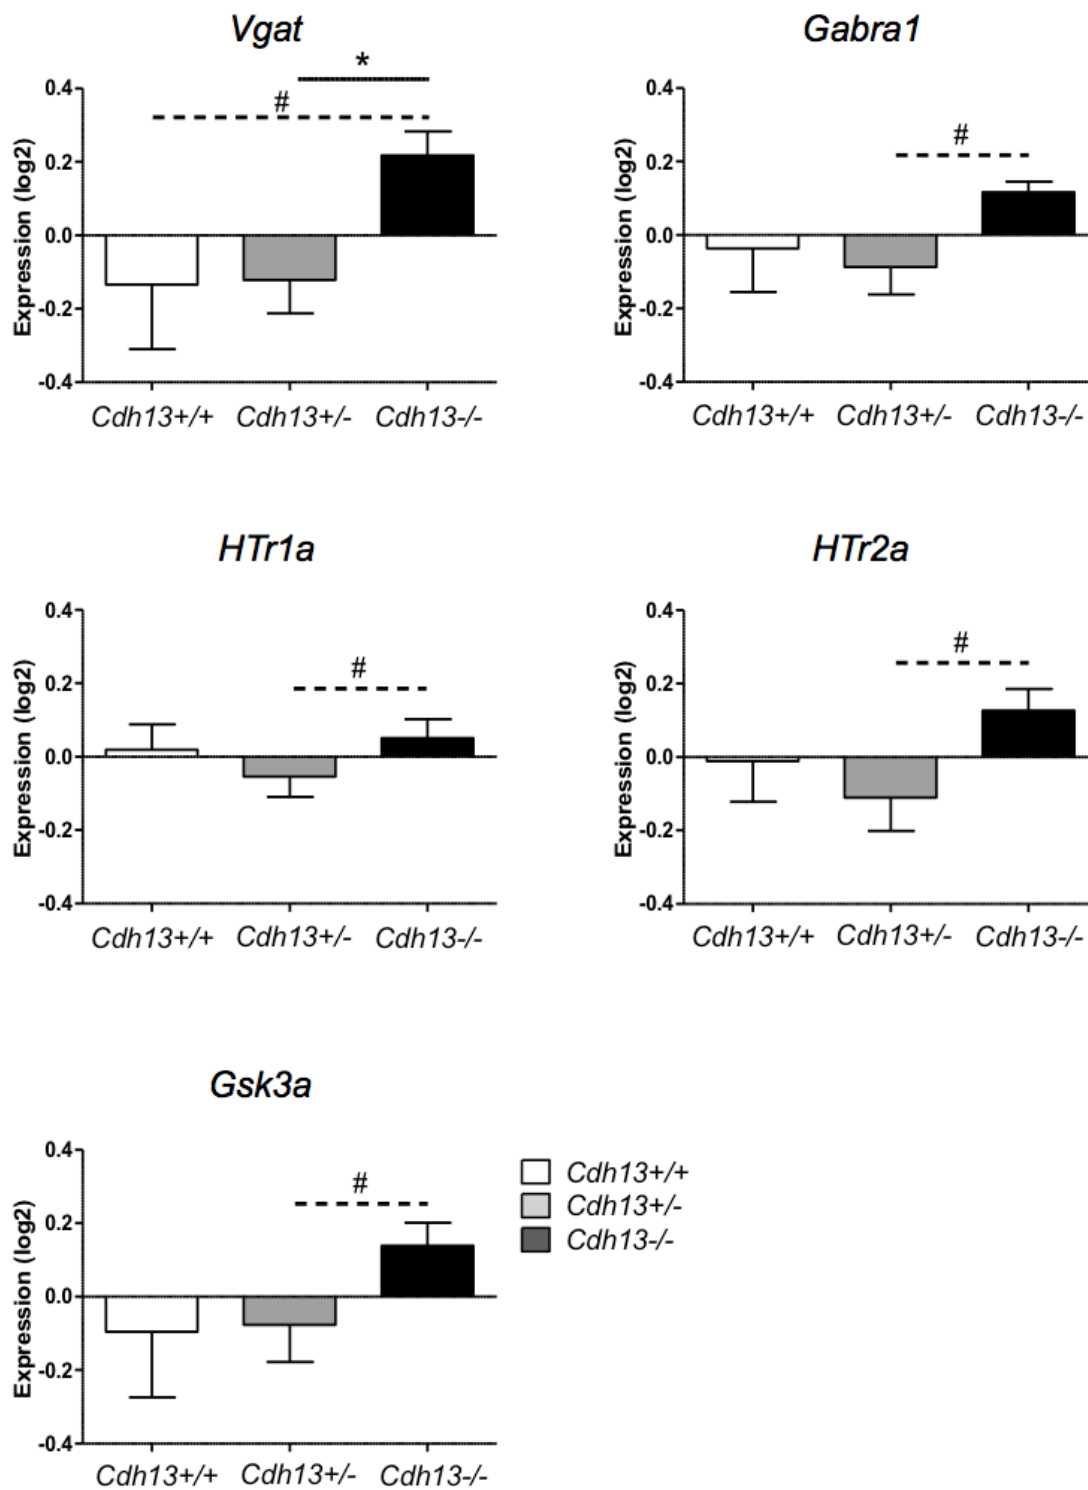 Vgat
Gabra1
*
#
#
Expression (log2)
0.4
0.2
0.0
-0.2
-0.4
Cdh13+/+ Cdh13+/- Cdh13-/-
Expression (log2)
0.4
0.2
0.0
-0.2
-0.4
Cdh13+/+ Cdh13+/- Cdh13-/-
HTr1a
HTr2a
#
#
Expression (log2)
0.4
0.2
0.0
-0.2
-0.4
Cdh13+/+ Cdh13+/- Cdh13-/-
Expression (log2)
0.4
0.2
0.0
-0.2
-0.4
Cdh13+/+ Cdh13+/- Cdh13-/-
Gsk3a
#
Expression (log2)
0.4
0.2
0.0
-0.2
-0.4
Cdh13+/+ Cdh13+/- Cdh13-/-
Cdh13+/+
Cdh13+/-
Cdh13-/-